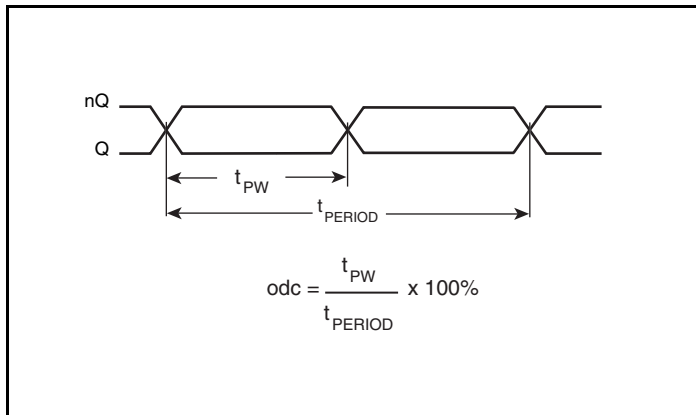 nQ
Q
tPW
tPERIOD
odc = tPW / tPERIOD x 100%